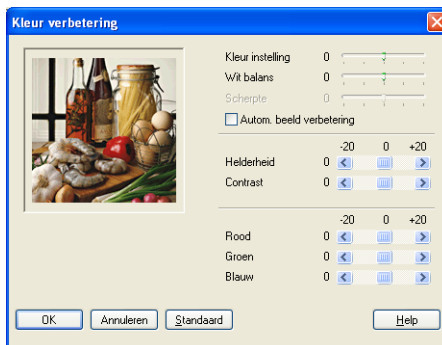 Kleur verbetering
Kleur instelling 0
Wit balans 0
Scherpte 0
Autom. beeld verbetering
-20 0 +20
Helderheid 0
Contrast 0
-20 0 +20
Rood 0
Groen 0
Blauw 0
OK Annuleren Standaard Help